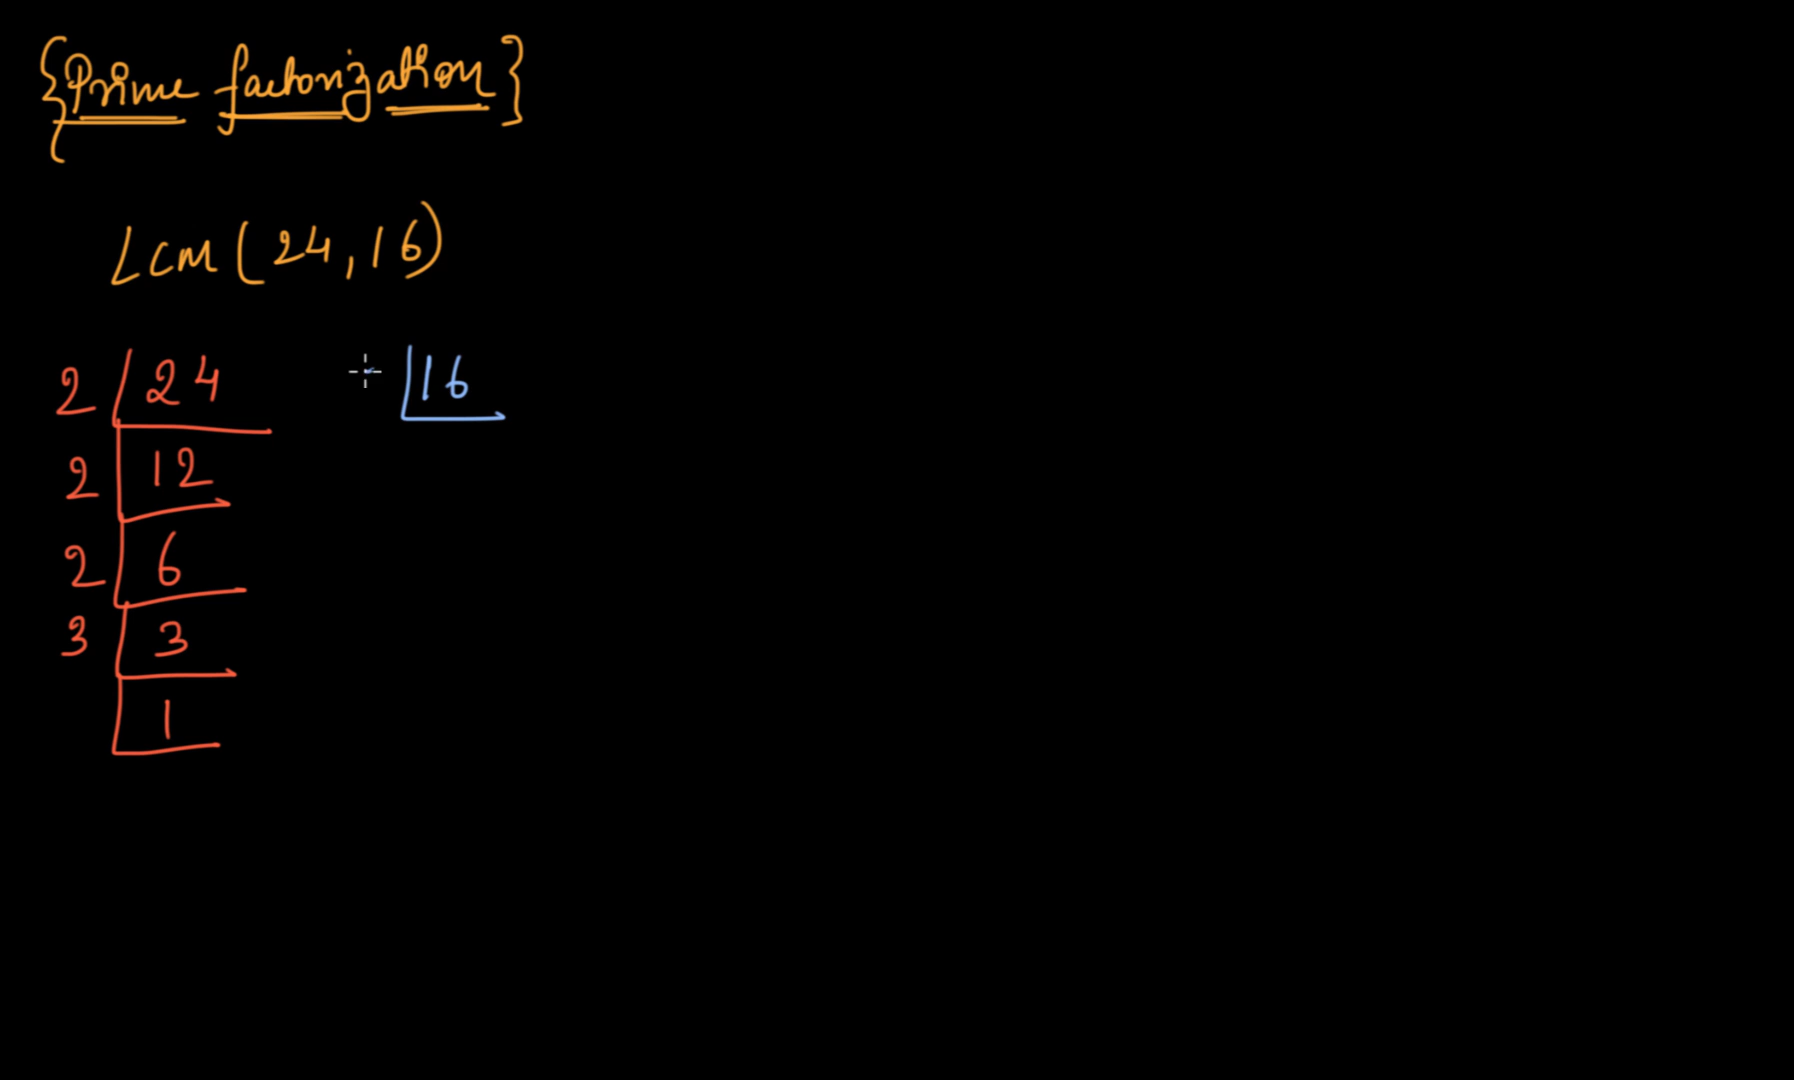 {Prime factorization}
Lcm (24,16)
2 24 16
2 12
2 6
3 3
1